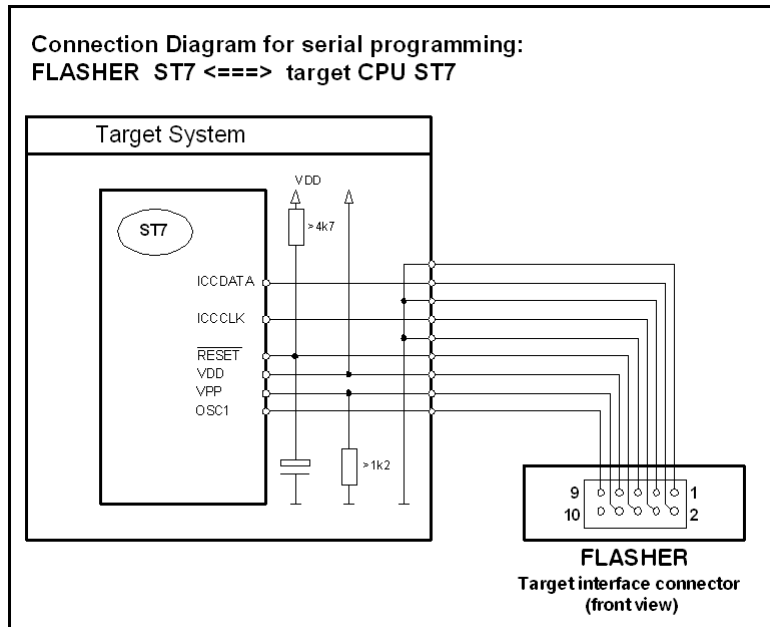 Connection Diagram for serial programming:
FLASHER ST7 <===> target CPU ST7
Target System
VDD
ST7
>4k7
ICCDATA
ICCCLK
RESET
VDD
VPP
OSC1
>1k2
9
1
10
2
FLASHER
Target interface connector
(front view)